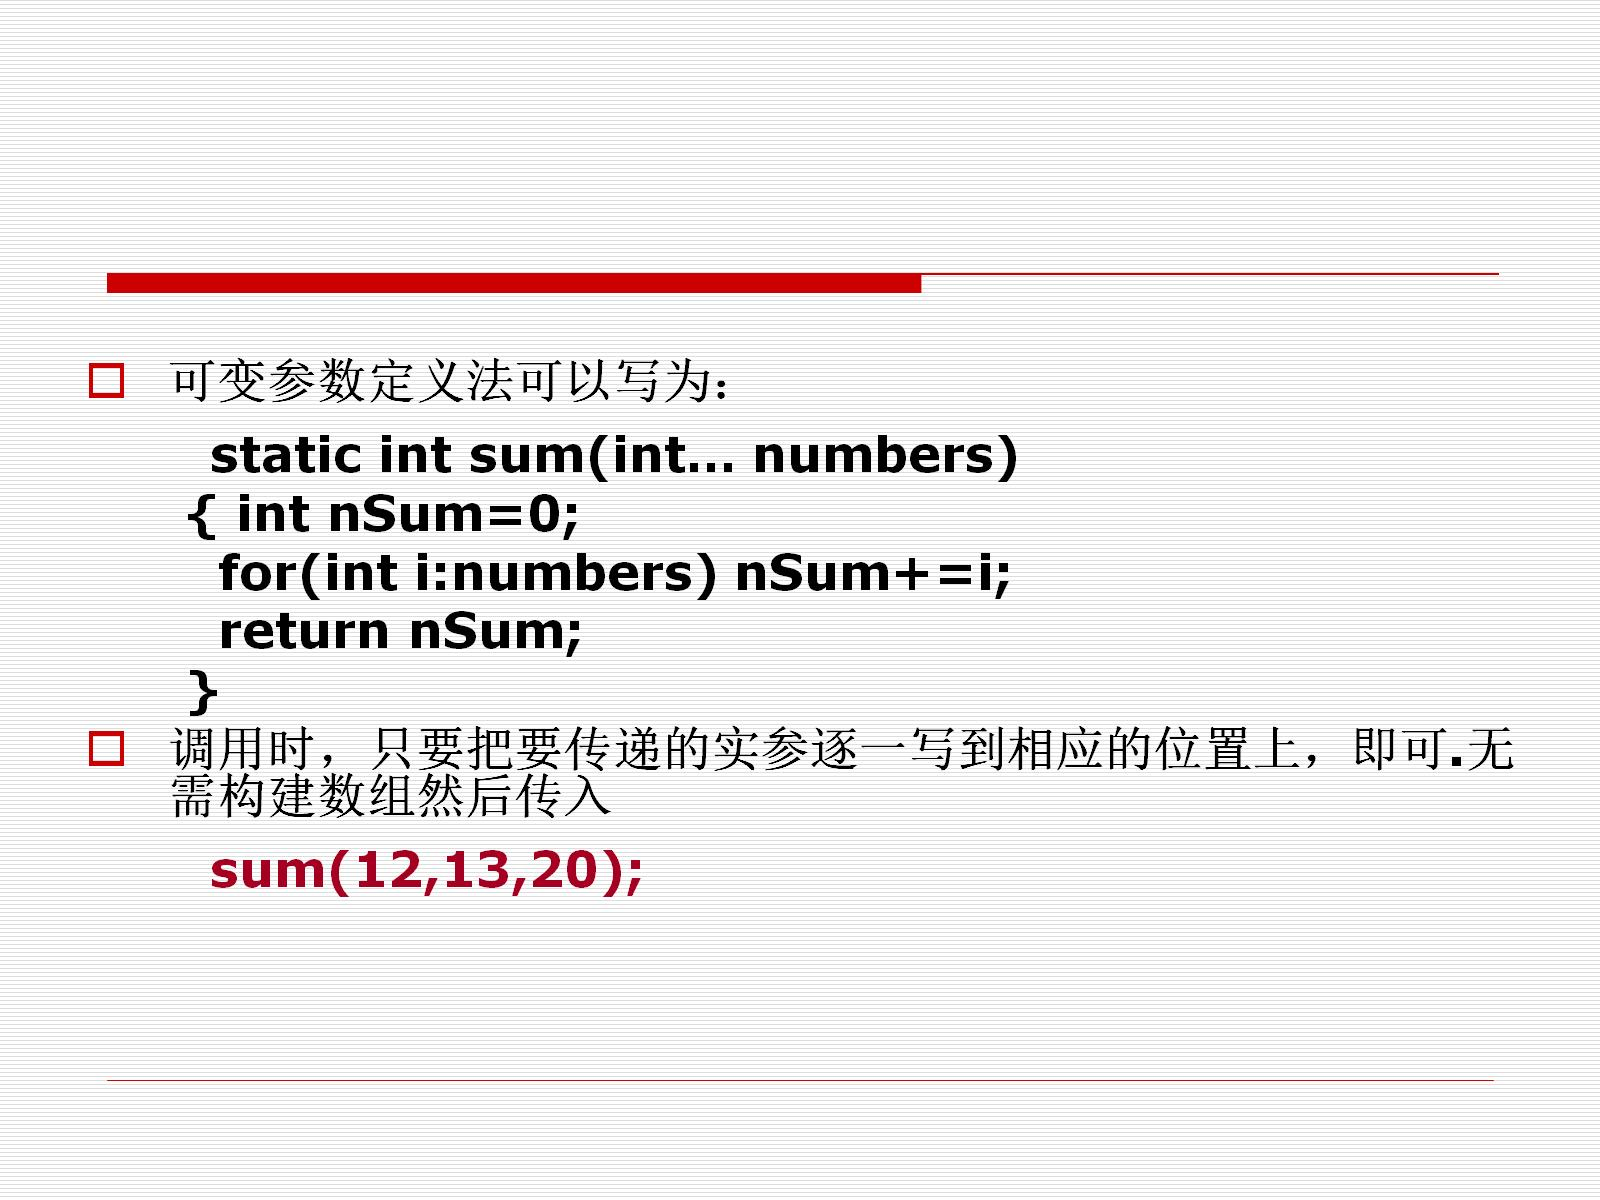 可变参数定义法可以写为：
static int sum(int… numbers)
{ int nSum=0;
for(int i:numbers) nSum+=i;
return nSum;
}
调用时，只要把要传递的实参逐一写到相应的位置上，即可.无
需构建数组然后传入
sum(12,13,20);